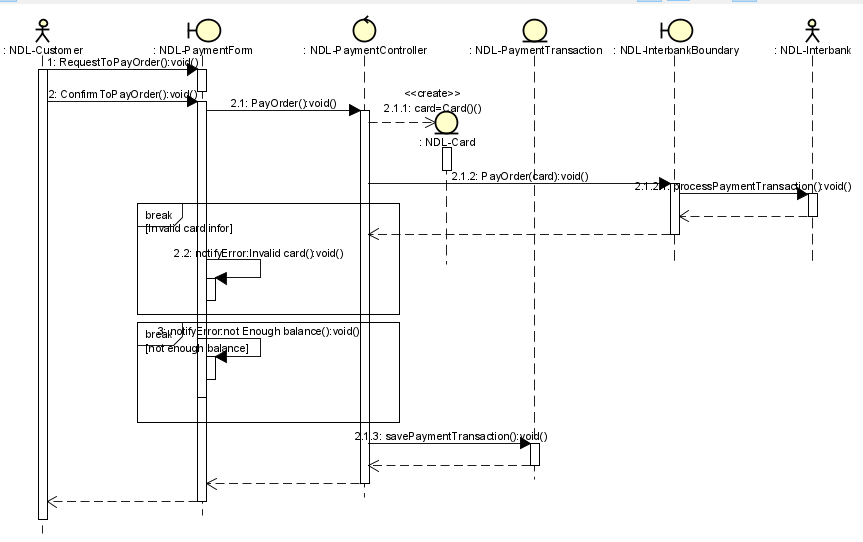 : NDL-Customer
: NDL-PaymentForm
: NDL-PaymentController
: NDL-PaymentTransaction
: NDL-InterbankBoundary
: NDL-Interbank
1: RequestToPayOrder():void()
2: ConfirmToPayOrder():void()
2.1: PayOrder():void()
<<create>>
2.1.1: card=Card()()
: NDL-Card
2.1.2: PayOrder(card):void()
processPaymentTransaction():void()
break
[Invalid card infor]
2.2: notifyError:Invalid card():void()
3: notifyError:not Enough balance():void()
break
[not enough balance]
2.1.3: savePaymentTransaction():void()